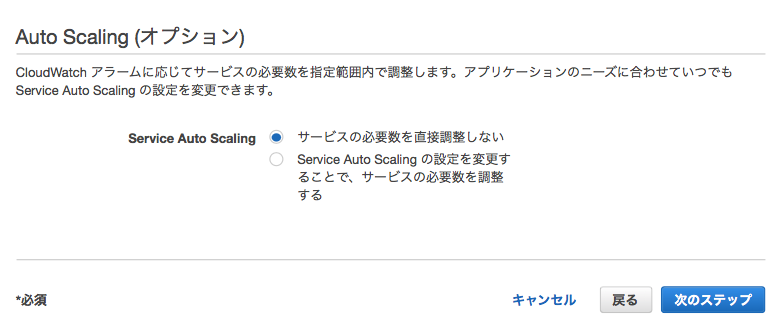 Auto Scaling (オプション)
CloudWatch アラームに応じてサービスの必要数を指定範囲内で調整します。アプリケーションのニーズに合わせていつでも
Service Auto Scaling の設定を変更できます。
Service Auto Scaling サービスの必要数を直接調整しない
Service Auto Scaling の設定を変更す
ることで、サービスの必要数を調整
する
*必須 キャンセル 戻る 次のステップ